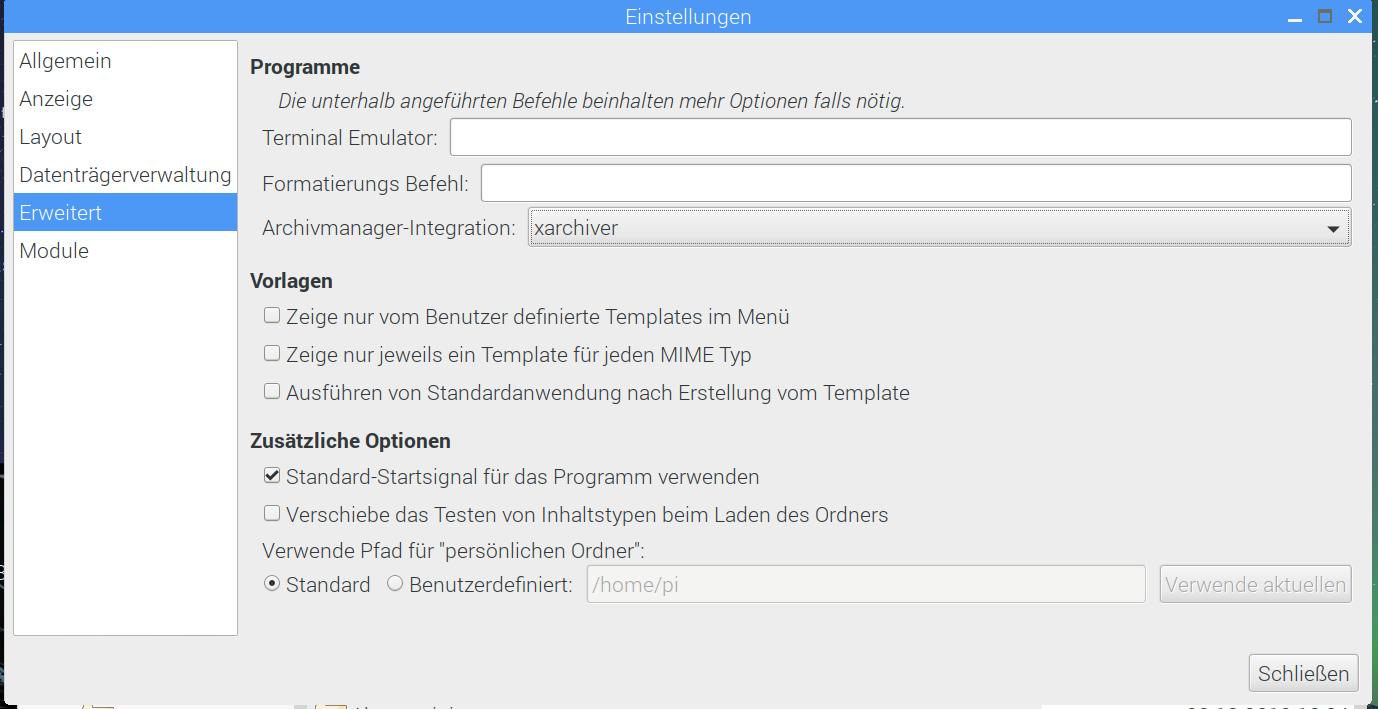 Einstellungen
Allgemein
Anzeige
Layout
Datenträgerverwaltung
Erweitert
Module
Programme
Die unterhalb angeführten Befehle beinhalten mehr Optionen falls nötig.
Terminal Emulator:
Formatierungs Befehl:
Archivmanager-Integration: xarchiver
Vorlagen
Zeige nur vom Benutzer definierte Templates im Menü
Zeige nur jeweils ein Template für jeden MIME Typ
Ausführen von Standardanwendung nach Erstellung vom Template
Zusätzliche Optionen
Standard-Startsignal für das Programm verwenden
Verschiebe das Testen von Inhaltstypen beim Laden des Ordners
Verwende Pfad für "persönlichen Ordner":
Standard Benutzerdefiniert: /home/pi Verwende aktuellen
Schließen